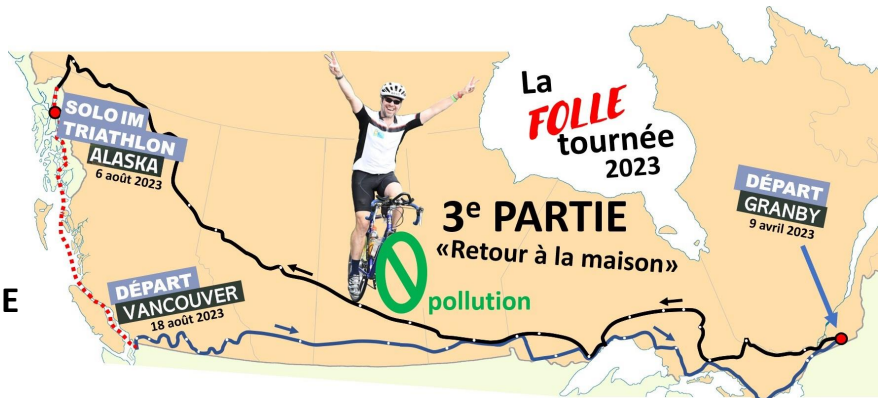 La
FOLLE
tournée
2023
SOLO IM
TRIATHLON
ALASKA
6 août 2023
DÉPART
GRANBY
9 avril 2023
3e PARTIE
«Retour à la maison»
pollution
DÉPART
VANCOUVER
18 août 2023
E